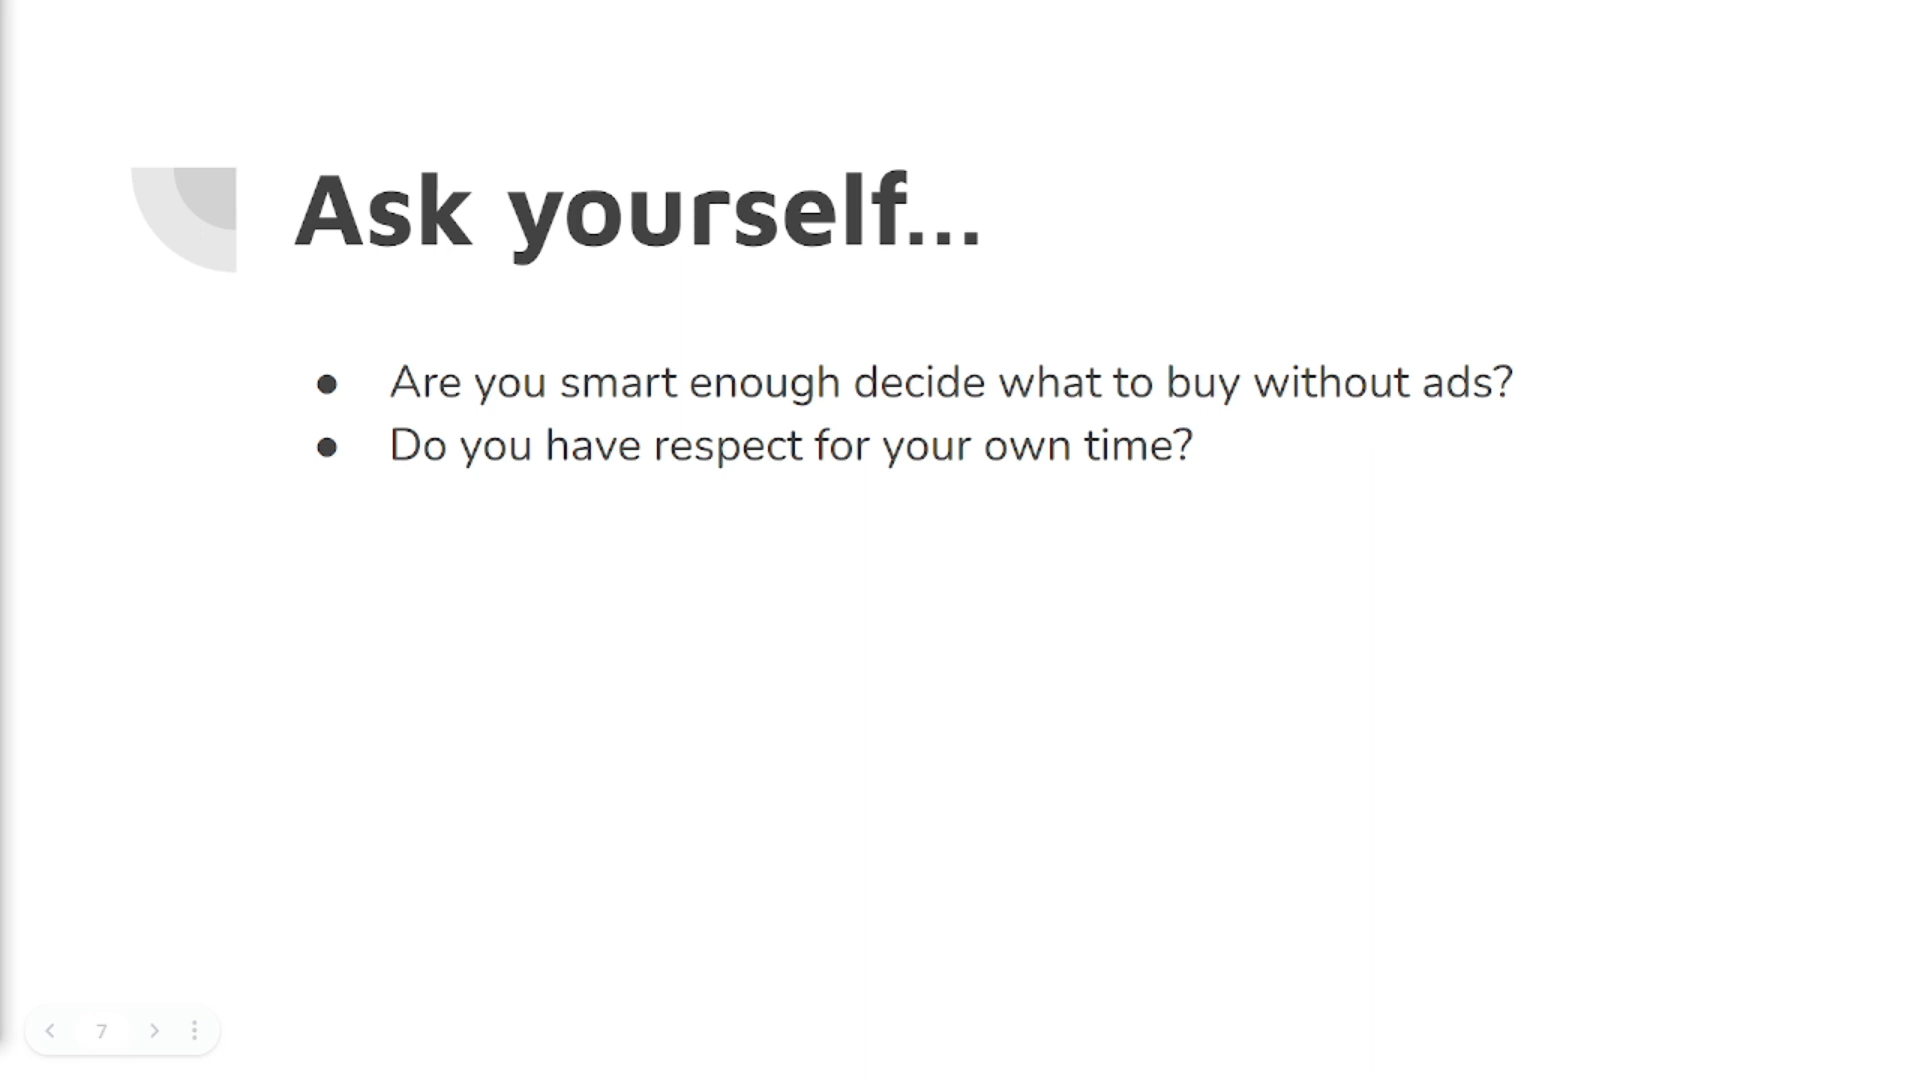 Ask yourself...
● Are you smart enough decide what to buy without ads?
● Do you have respect for your own time?
7